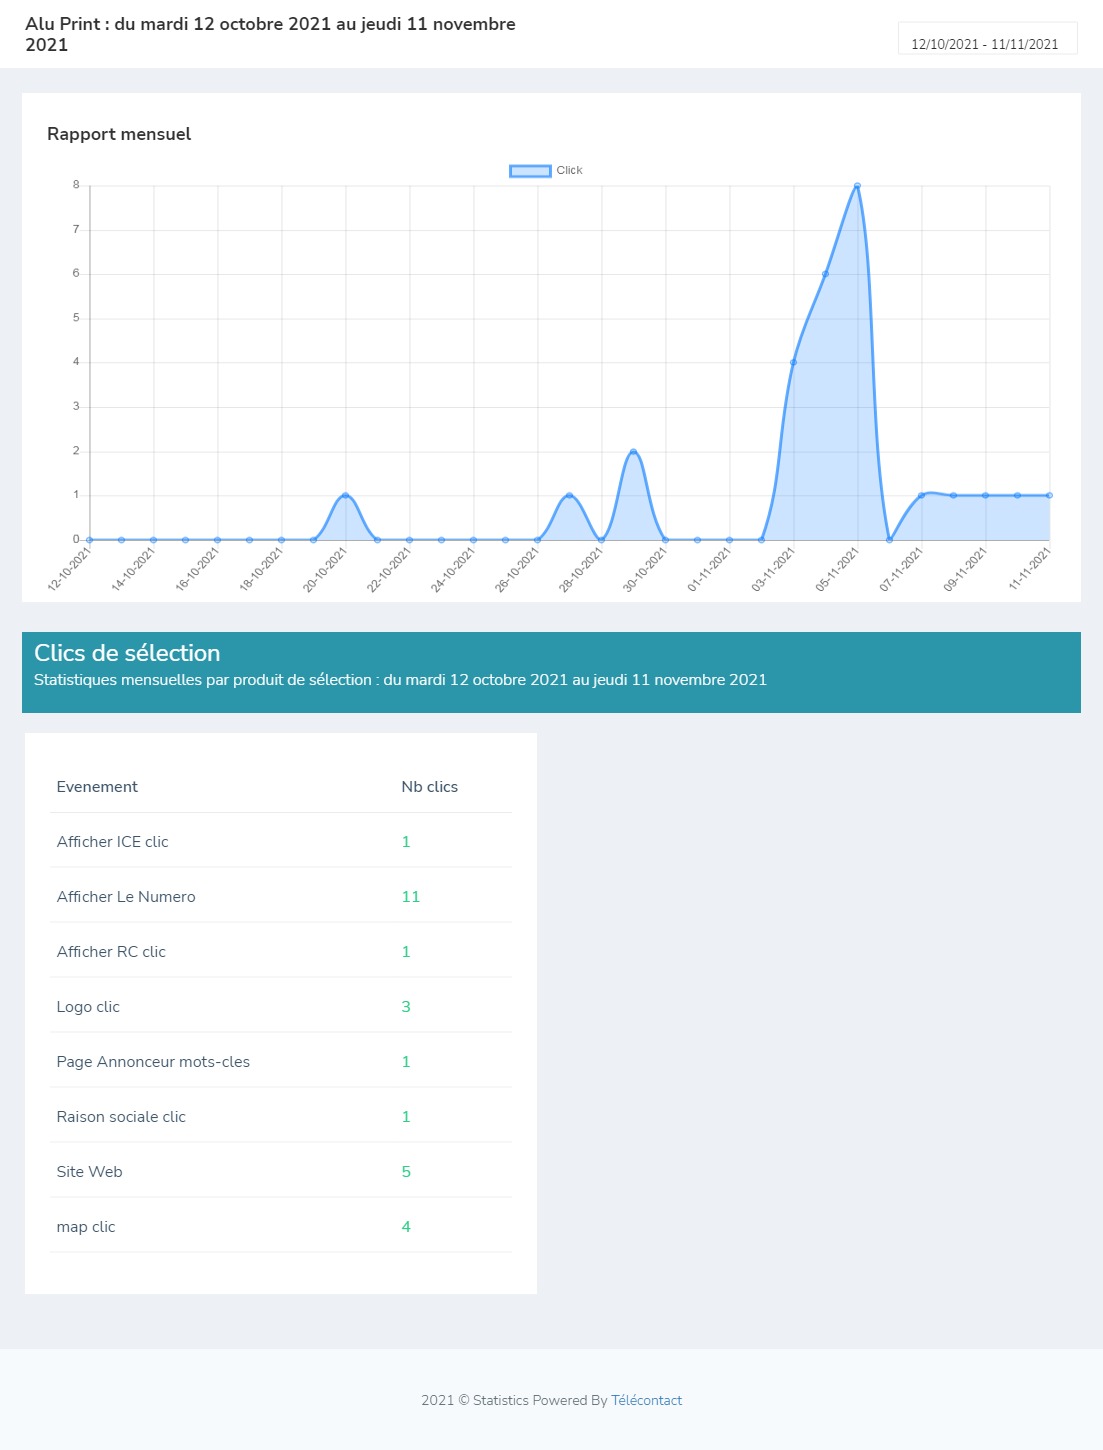 Alu Print : du mardi 12 octobre 2021 au jeudi 11 novembre
2021
12/10/2021 - 11/11/2021
Rapport mensuel
Click
8
7
6
5
4
3
2
1
0
12-10-2021
14-10-2021
16-10-2021
18-10-2021
20-10-2021
22-10-2021
24-10-2021
26-10-2021
28-10-2021
30-10-2021
01-11-2021
03-11-2021
05-11-2021
07-11-2021
09-11-2021
11-11-2021
Clics de sélection
Statistiques mensuelles par produit de sélection : du mardi 12 octobre 2021 au jeudi 11 novembre 2021
Evenement Nb clics
Afficher ICE clic 1
Afficher Le Numero 11
Afficher RC clic 1
Logo clic 3
Page Annonceur mots-cles 1
Raison sociale clic 1
Site Web 5
map clic 4
2021 © Statistics Powered By Télécontact